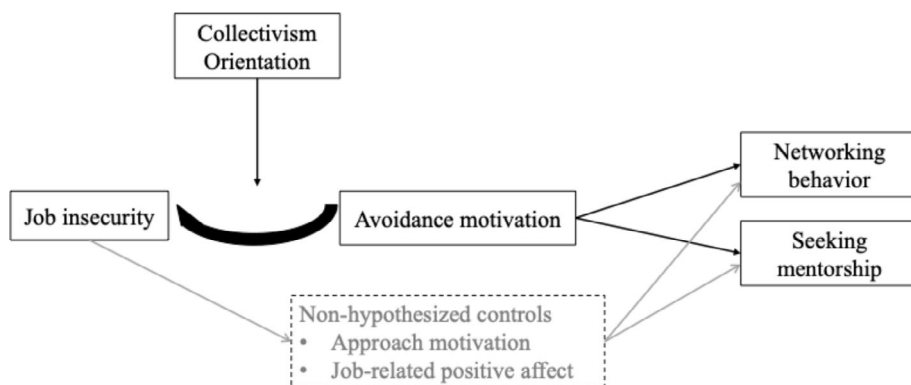 Collectivism
Orientation
Job insecurity
Avoidance motivation
Networking
behavior
Seeking
mentorship
Non-hypothesized controls
• Approach motivation
• Job-related positive affect